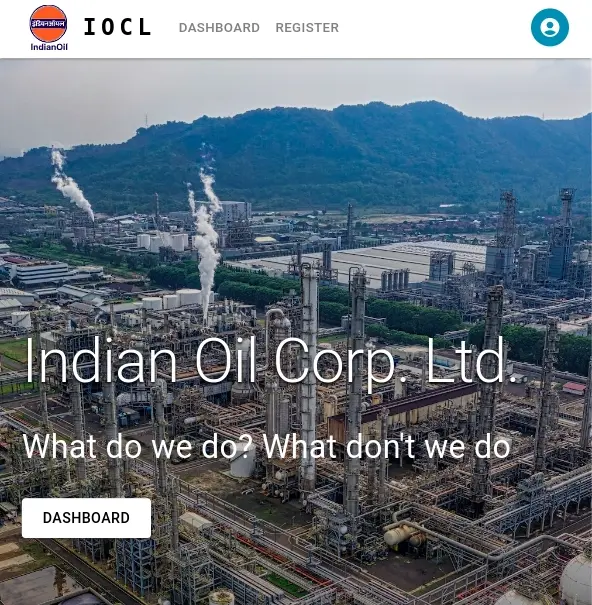 इंडियनऑयल
IndianOil
IOCL
DASHBOARD
REGISTER
Indian Oil Corp. Ltd.
What do we do? What don't we do
DASHBOARD